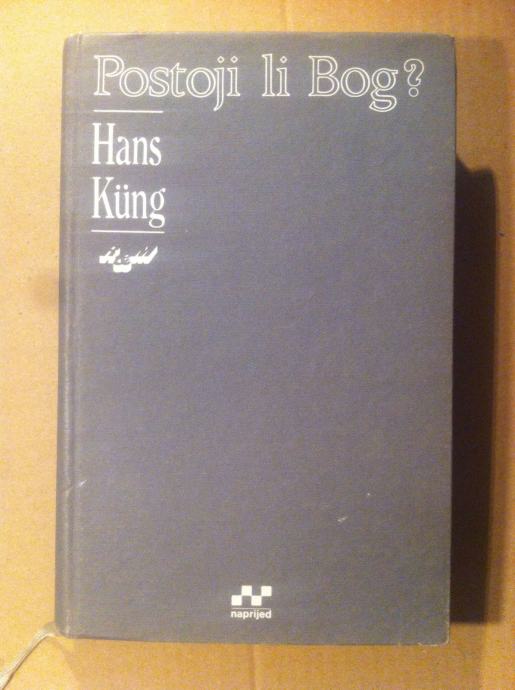 Postoji li Bog?
Hans
Küng
naprijed